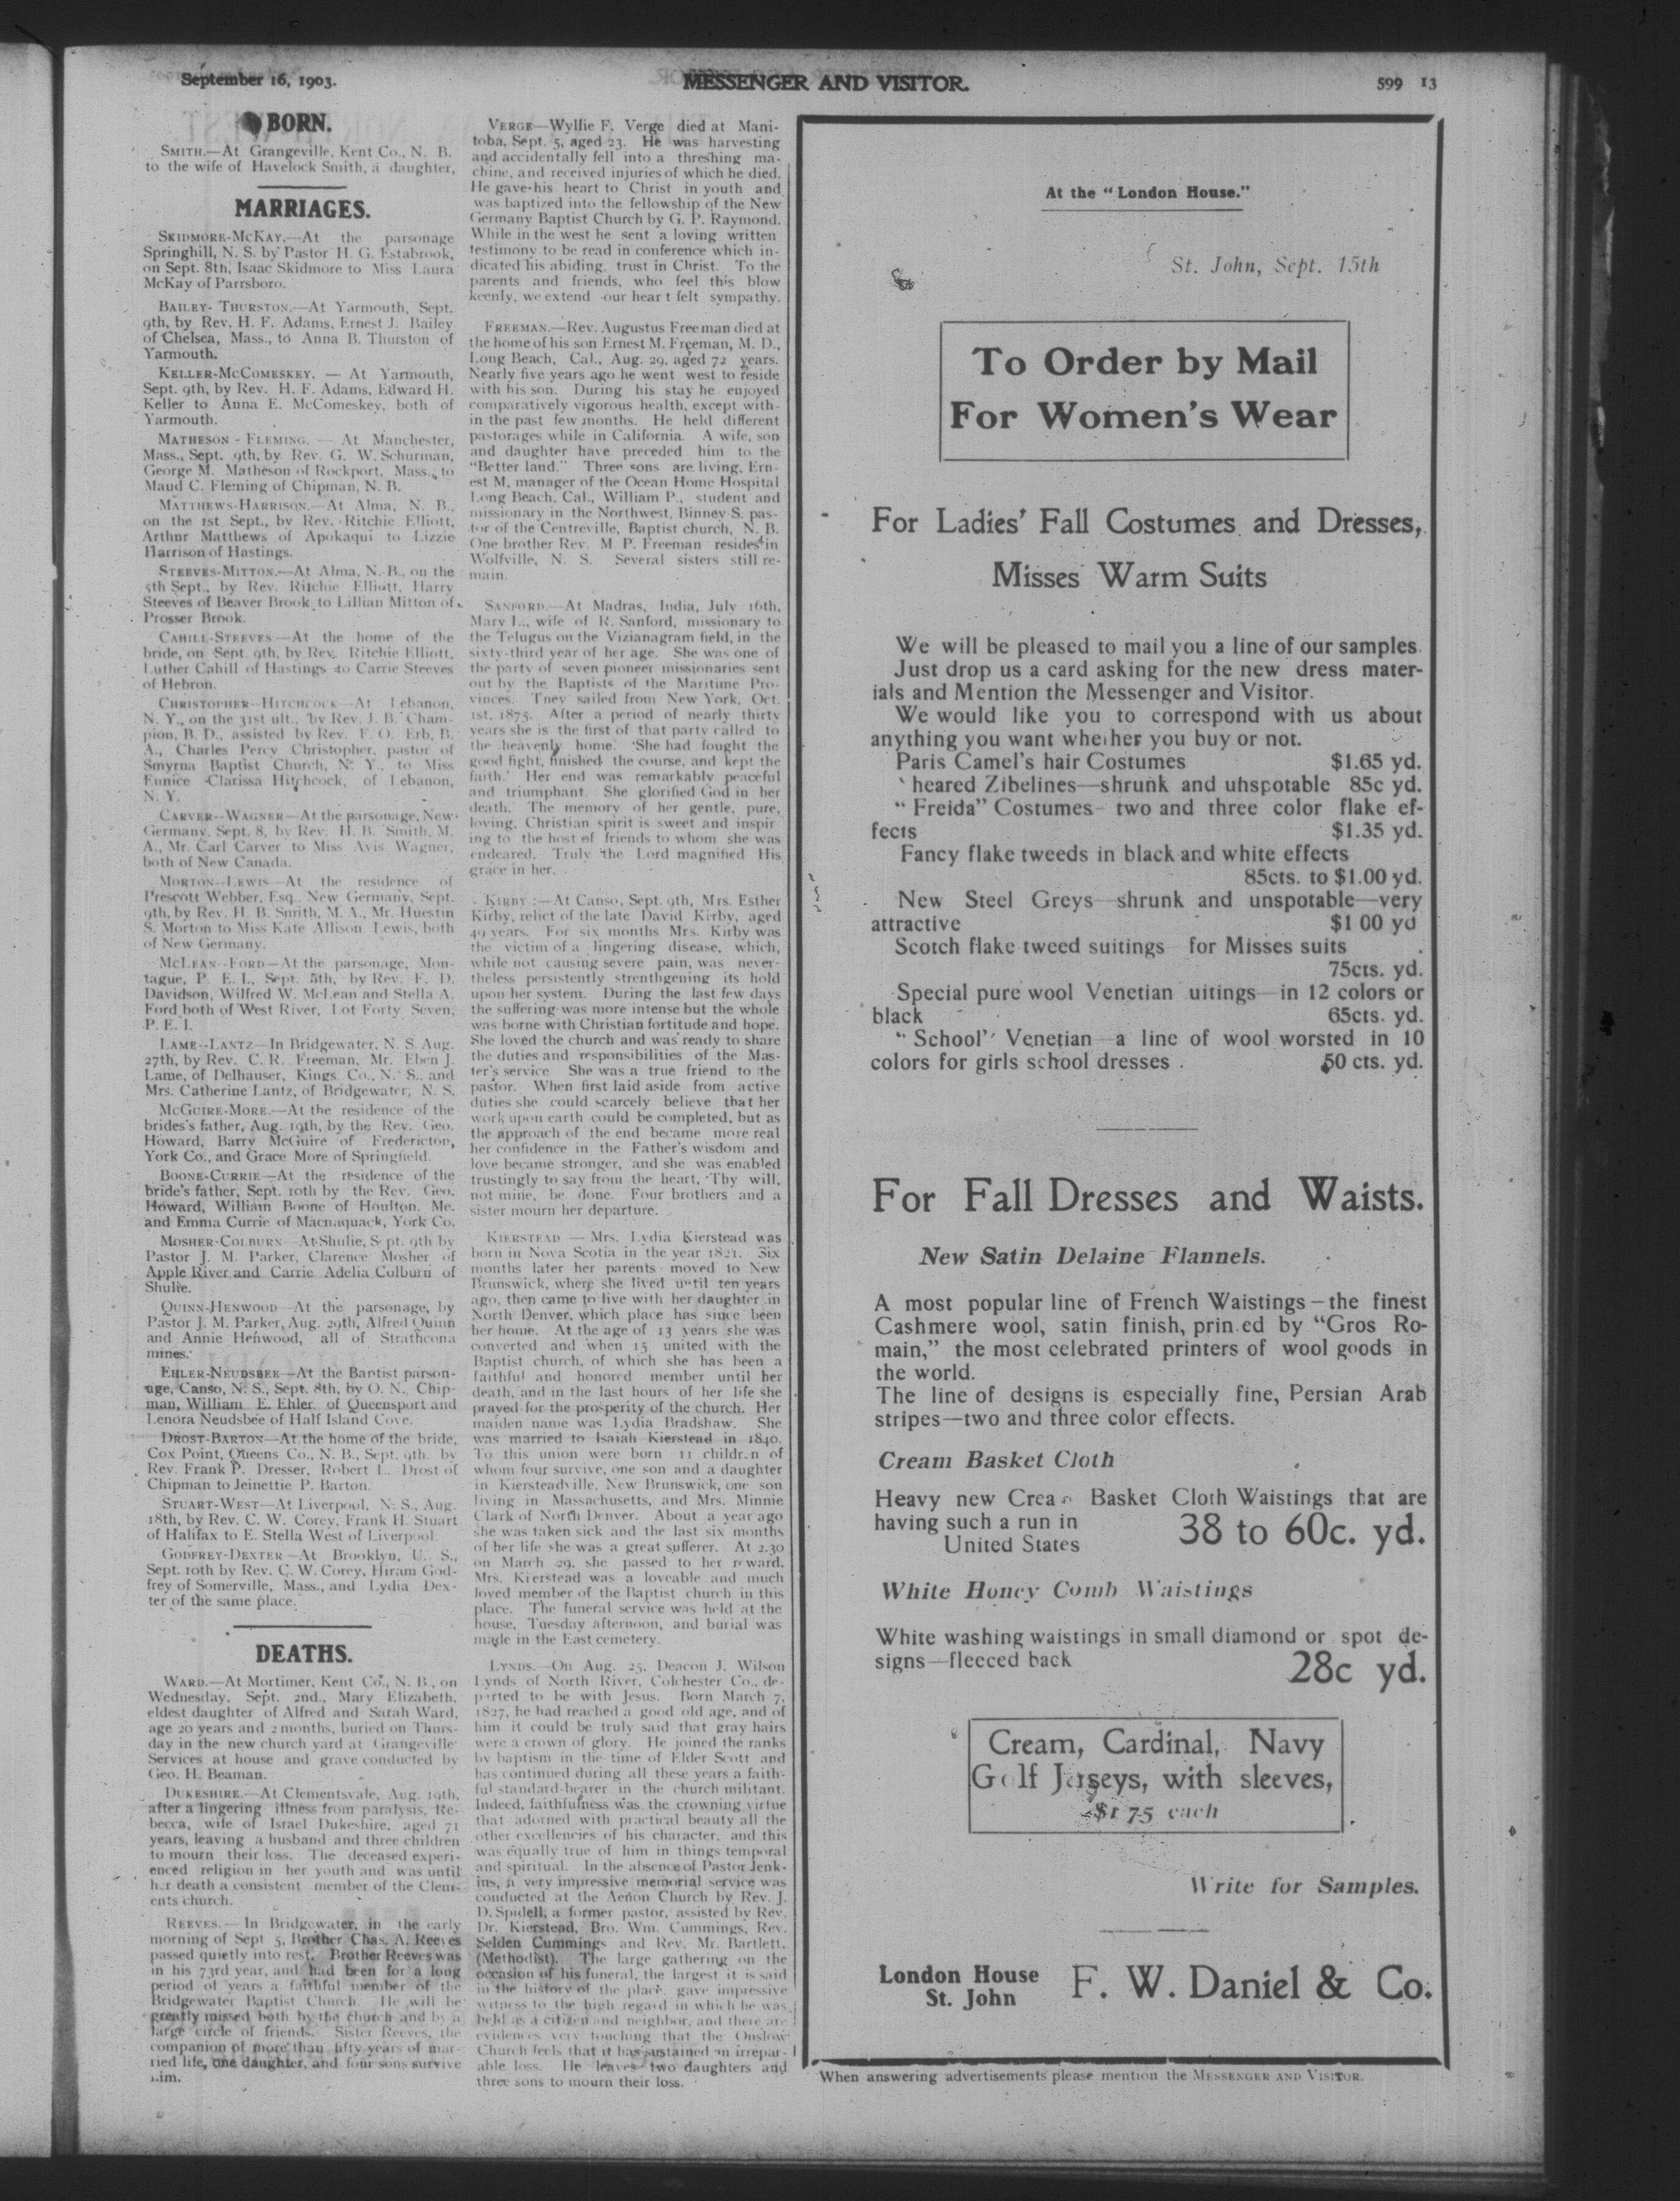 September 16, 1903.
MESSENGER AND VISITOR.
599 13
BORN.
SMITH.—At Grangeville, Kent Co., N. B.
to the wife of Havelock Smith, a daughter,
MARRIAGES.
SKIDMORE-MCKAY.—At the parsonage
Springhill, N. S. by Pastor H. G. Estabrook,
on Sept. 8th, Isaac Skidmore to Miss Laura
McKay of Parrsboro.
BAILEY- THURSTON.—At Yarmouth, Sept.
9th, by Rev. H. F. Adams, Ernest J. Bailey
of Chelsea, Mass., to Anna B. Thurston of
Yarmouth.
KELLER-MCCOMESKEY. — At Yarmouth,
Sept. 9th, by Rev. H. F. Adams, Edward H.
Keller to Anna E. McComeskey, both of
Yarmouth.
MATHESON - FLEMING. — At Manchester,
Mass., Sept. 9th, by Rev. G. W. Schurman,
George M. Matheson of Rockport, Mass., to
Maud C. Fleming of Chipman, N. B.
MATTHEWS-HARRISON.—At Alma, N. B.,
on the 1st Sept., by Rev. Ritchie Elliott,
Arthur Matthews of Apokaqui to Lizzie
Harrison of Hastings.
STEEVES-MITTON.—At Alma, N. B., on the
5th Sept., by Rev. Ritchie Elliott, Harry
Steeves of Beaver Brook to Lillian Mitton of
Prosser Brook.
CAHILL-STEEVES—At the home of the
bride, on Sept. 9th, by Rev. Ritchie Elliott,
Luther Cahill of Hastings to Carrie Steeves
of Hebron.
CHRISTOPHER--HITCHCOCK—At Lebanon,
N. Y., on the 31st ult., by Rev. J. B. Cham-
pion, B. D., assisted by Rev. F. O. Erb, B.
A., Charles Percy Christopher, pastor of
Smyrna Baptist Church, N. Y., to Miss
Eunice Clarissa Hitchcock, of Lebanon,
N. Y.
CARVER--WAGNER—At the parsonage, New
Germany, Sept. 8, by Rev. H. B. Smith, M.
A., Mr. Carl Carver to Miss Avis Wagner,
both of New Canada.
MORTON--LEWIS—At the residence of
Prescott Webber, Esq., New Germany, Sept.
9th, by Rev. H. B. Smith, M. A., Mr. Huestin
S. Morton to Miss Kate Allison Lewis, both
of New Germany.
MCLEAN--FORD—At the parsonage, Mon-
tague, P. E. I., Sept. 5th, by Rev. F. D.
Davidson, Wilfred W. McLean and Stella A.
Ford both of West River, Lot Forty Seven,
P. E. I.
LAME--LANTZ—In Bridgewater, N. S. Aug.
27th, by Rev. C. R. Freeman, Mr. Eben J.
Lame, of Delhauser, Kings. Co., N. S., and
Mrs. Catherine Lantz, of Bridgewater, N. S.
MCGUIRE-MORE.—At the residence of the
brides's father, Aug. 19th, by the Rev. Geo.
Howard, Barry McGuire of Fredericton,
York Co., and Grace More of Springfield.
BOONE-CURRIE—At the residence of the
bride's father, Sept. 10th by the Rev. Geo.
Howard, William Boone of Houlton, Me.
and Emma Currie of Macnaquack, York Co.
MOSHER-COLBURN—At Shulie, Sept. 9th by
Pastor J. M. Parker, Clarence Mosher of
Apple River and Carrie Adelia Colburn of
Shulie.
QUINN-HENWOOD—At the parsonage, by
Pastor J. M. Parker, Aug. 29th, Alfred Quinn
and Annie Henwood, all of Strathcona
mines.
EHLER-NEUDSBEE—At the Baptist parson-
age, Canso, N. S., Sept. 8th, by O. N. Chip-
man, William E. Ehler of Queensport and
Lenora Neudsbee of Half Island Cove.
DROST-BARTON—At the home of the bride,
Cox Point, Queens Co., N. B., Sept. 9th. by
Rev. Frank P. Dresser, Robert L. Drost of
Chipman to Jeinettie P. Barton.
STUART-WEST—At Liverpool, N. S., Aug.
18th, by Rev. C. W. Corey, Frank H. Stuart
of Halifax to E. Stella West of Liverpool.
GODFREY-DEXTER—At Brooklyn, U. S.,
Sept. 10th by Rev. C. W. Corey, Hiram God-
frey of Somerville, Mass., and Lydia Dex-
ter of the same place.
DEATHS.
WARD.—At Mortimer, Kent Co., N. B., on
Wednesday, Sept. 2nd., Mary Elizabeth,
eldest daughter of Alfred and Sarah Ward,
age 20 years and 2 months, buried on Thurs-
day in the new church yard at Grangeville
Services at house and grave conducted by
Geo. H. Beaman.
DUKESHIRE.—At Clementsvale, Aug. 19th,
after a lingering illness from paralysis, Re-
becca, wife of Israel Dukeshire, aged 71
years, leaving a husband and three children
to mourn their loss. The deceased experi-
enced religion in her youth and was until
her death a consistent member of the Clem-
ents church.
REEVES.—In Bridgewater, in the early
morning of Sept 5, Brother Chas. A. Reeves
passed quietly into rest. Brother Reeves was
in his 73rd year, and had been for a long
period of years a faithful member of the
Bridgewater Baptist Church. He will be
greatly missed both by the church and by a
large circle of friends. Sister Reeves, the
companion of more than fifty years of mar-
ried life, one daughter, and four sons survive
him.
VERGE—Wyllie F. Verge died at Mani-
toba, Sept. 5, aged 23. He was harvesting
and accidentally fell into a threshing ma-
chine, and received injuries of which he died.
He gave his heart to Christ in youth and
was baptized into the fellowship of the New
Germany Baptist Church by G. P. Raymond.
While in the west he sent a loving written
testimony to be read in conference which in-
dicated his abiding trust in Christ. To the
parents and friends, who feel this blow
keenly, we extend our hear t felt sympathy.
FREEMAN.—Rev. Augustus Freeman died at
the home of his son Ernest M. Freeman, M. D.,
Long Beach, Cal., Aug. 29, aged 72 years.
Nearly five years ago he went west to reside
with his son. During his stay he enjoyed
comparatively vigorous health, except with-
in the past few months. He held different
pastorages while in California. A wife, son
and daughter have preceded him to the
"Better land." Three sons are living, Ern-
est M, manager of the Ocean Home Hospital
Long Beach, Cal., William P., student and
missionary in the Northwest, Binney S. pas-
tor of the Centreville, Baptist church, N. B.
One brother Rev. M. P. Freeman resides in
Wolfville, N. S. Several sisters still re-
main.
SANFORD.—At Madras, India, July 16th,
Mary L., wife of R. Sanford, missionary to
the Telugus on the Vizianagram field, in the
sixty-third year of her age. She was one of
the party of seven pioneer missionaries sent
out by the Baptists of the Maritime Pro-
vinces. Tney sailed from New York, Oct.
1st, 1875. After a period of nearly thirty
years she is the first of that party called to
the heavenly home. 'She had fought the
good fight, finished the course, and kept the
faith.' Her end was remarkably peaceful
and triumphant. She glorified God in her
death. The memory of her gentle, pure,
loving, Christian spirit is sweet and inspir
ing to the host of friends to whom she was
endeared. Truly the Lord magnified His
grace in her.
KIRBY :—At Canso, Sept. 9th, Mrs. Esther
Kirby, relict of the late David Kirby, aged
49 years. For six months Mrs. Kirby was
the victim of a lingering disease, which,
while not causing severe pain, was never-
theless persistently strenthgening its hold
upon her system. During the last few days
the suffering was more intense but the whole
was borne with Christian fortitude and hope.
She loved the church and was ready to share
the duties and responsibilities of the Mas-
ter's service She was a true friend to the
pastor. When first laid aside from active
duties she could scarcely believe that her
work upon earth could be completed, but as
the approach of the end became more real
her confidence in the Father's wisdom and
love became stronger, and she was enabled
trustingly to say from the heart, 'Thy will,
not mine, be done. Four brothers and a
sister mourn her departure.
KIERSTEAD — Mrs. Lydia Kierstead was
born in Nova Scotia in the year 1821. Six
months later her parents moved to New
Brunswick, where she lived until ten years
ago, then came to live with her daughter in
North Denver, which place has since been
her home. At the age of 13 years she was
converted and when 15 united with the
Baptist church, of which she has been a
faithful and honored member until her
death, and in the last hours of her life she
prayed for the prosperity of the church. Her
maiden name was Lydia Bradshaw. She
was married to Isaiah Kierstead in 1840.
To this union were born 11 children of
whom four survive, one son and a daughter
in Kiersteadville, New Brunswick, one son
living in Massachusetts, and Mrs. Minnie
Clark of North Denver. About a year ago
she was taken sick and the last six months
of her life she was a great sufferer. At 2.30
on March 29, she passed to her reward.
Mrs. Kierstead was a loveable and much
loved member of the Baptist church in this
place. The funeral service was held at the
house, Tuesday afternoon, and burial was
made in the East cemetery.
LYNDS.—On Aug. 25, Deacon J. Wilson
Lynds of North River, Colchester Co., de-
parted to be with Jesus. Born March 7,
1827, he had reached a good old age, and of
him it could be truly said that gray hairs
were a crown of glory. He joined the ranks
by baptism in the time of Elder Scott and
has continued during all these years a faith-
ful standard-bearer in the church militant.
Indeed, faithfulness was the crowning virtue
that adorned with practical beauty all the
other excellencies of his character, and this
was equally true of him in things temporal
and spiritual. In the absence of Pastor Jenk-
ins, a very impressive memorial service was
conducted at the Aenon Church by Rev. J.
D. Spidell, a former pastor, assisted by Rev.
Dr. Kierstead, Bro. Wm. Cummings, Rev.
Selden Cummings and Rev. Mr. Bartlett.
(Methodist). The large gathering on the
occasion of his funeral, the largest it is said
in the history of the place, gave impressive
witness to the high regard in which he was
held as a citizen and neighbor, and there are
evidences very touching that the Onslow
Church feels that it has sustained an irrepar-
able loss. He leaves two daughters and
three sons to mourn their loss.
At the "London House."
St. John, Sept. 15th
To Order by Mail
For Women's Wear
For Ladies' Fall Costumes and Dresses,
Misses Warm Suits
We will be pleased to mail you a line of our samples
Just drop us a card asking for the new dress mater-
ials and Mention the Messenger and Visitor.
We would like you to correspond with us about
anything you want whether you buy or not.
Paris Camel's hair Costumes $1.65 yd.
heared Zibelines—shrunk and uhspotable 85c yd.
"Freida" Costumes—two and three color flake ef-
fects $1.35 yd.
Fancy flake tweeds in black and white effects
85cts. to $1.00 yd.
New Steel Greys—shrunk and unspotable—very
attractive $1 00 yd
Scotch flake tweed suitings for Misses suits
75cts. yd.
Special pure wool Venetian uitings—in 12 colors or
black 65cts. yd.
"School" Venetian—a line of wool worsted in 10
colors for girls school dresses . 50 cts. yd.
For Fall Dresses and Waists.
New Satin Delaine Flannels.
A most popular line of French Waistings—the finest
Cashmere wool, satin finish, prin.ed by "Gros Ro-
main," the most celebrated printers of wool goods in
the world.
The line of designs is especially fine, Persian Arab
stripes—two and three color effects.
Cream Basket Cloth
Heavy new Cream Basket Cloth Waistings that are
having such a run in
United States
38 to 60c. yd.
White Honey Comb Waistings
White washing waistings in small diamond or spot de-
signs—fleeced back
28c yd.
Cream, Cardinal, Navy
Golf Jerseys, with sleeves,
$1 75 each
Write for Samples.
London House
St. John
F. W. Daniel & Co.
When answering advertisements please mention the MESSENGER AND VISITOR.